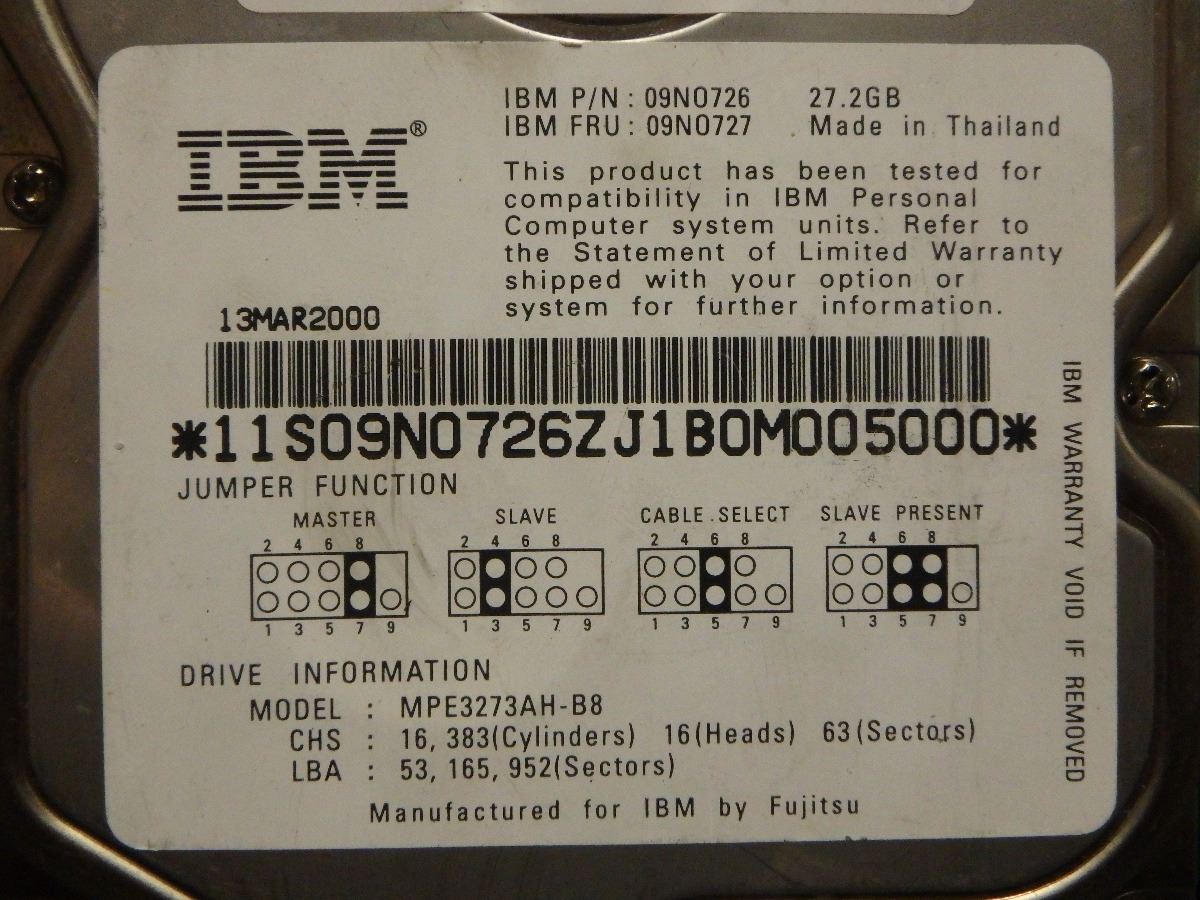 IBM®
IBM P/N : 09N0726 27.2GB
IBM FRU : 09N0727 Made in Thailand
This product has been tested for
compatibility in IBM Personal
Computer system units. Refer to
the Statement of Limited Warranty
shipped with your option or
system for further information.
13MAR2000
*11S09N0726ZJ1B0M005000*
JUMPER FUNCTION
MASTER SLAVE CABLE SELECT SLAVE PRESENT
2 4 6 8 2 4 6 8 2 4 6 8 2 4 6 8
1 3 5 7 9 1 3 5 7 9 1 3 5 7 9 1 3 5 7 9
DRIVE INFORMATION
MODEL : MPE3273AH-B8
CHS : 16,383(Cylinders) 16(Heads) 63(Sectors)
LBA : 53,165,952(Sectors)
Manufactured for IBM by Fujitsu
IBM WARRANTY VOID IF REMOVED